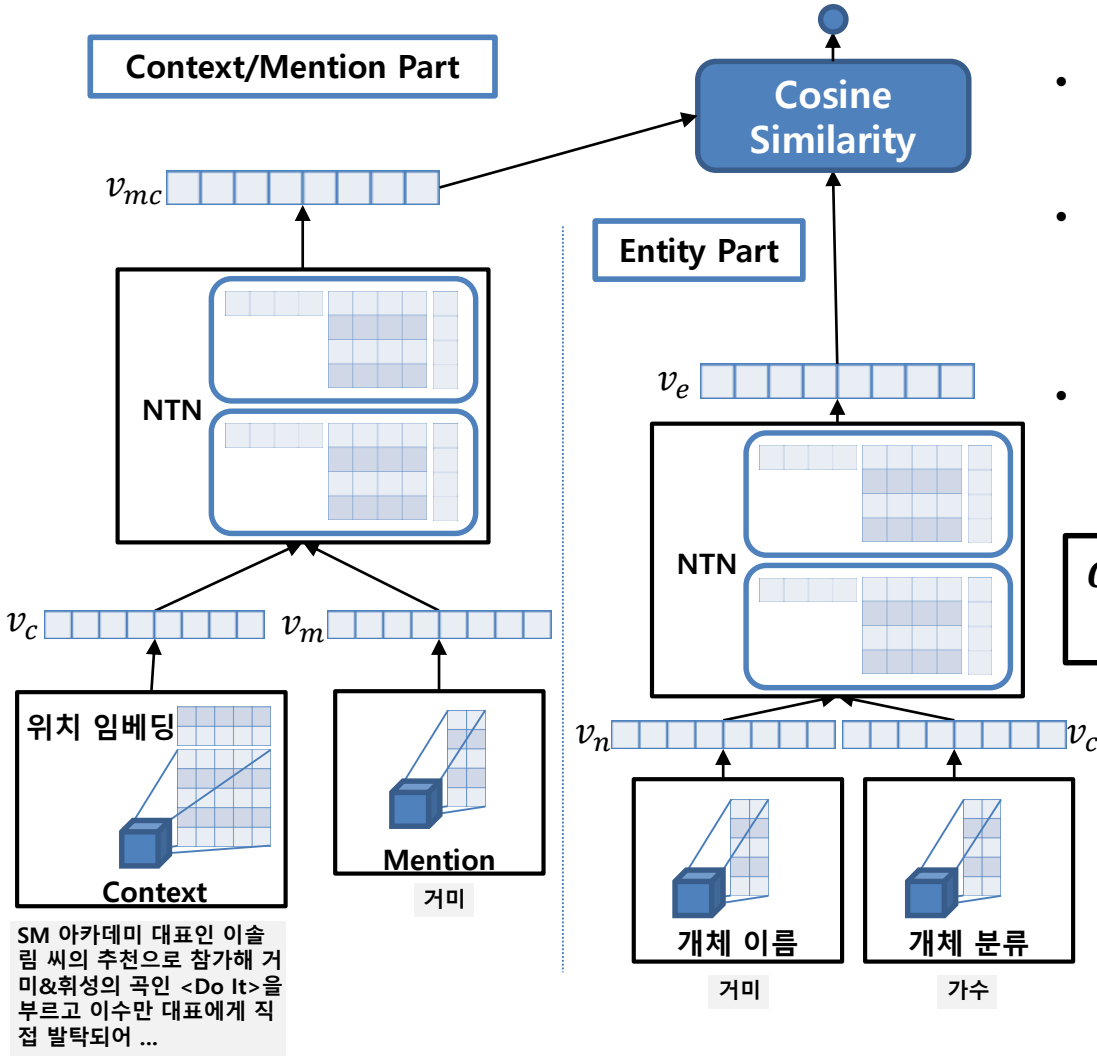 Context/Mention Part
Cosine
Similarity
•
v_mc
•
Entity Part
NTN
v_e
•
NTN
v_c
v_m
위치 임베딩
Context
Mention
거미
v_n
v_c
개체 이름
개체 분류
거미
가수
SM 아카데미 대표인 이솔
림 씨의 추천으로 참가해 거
미&휘성의 곡인 <Do It>을
부르고 이수만 대표에게 직
접 발탁되어 ...